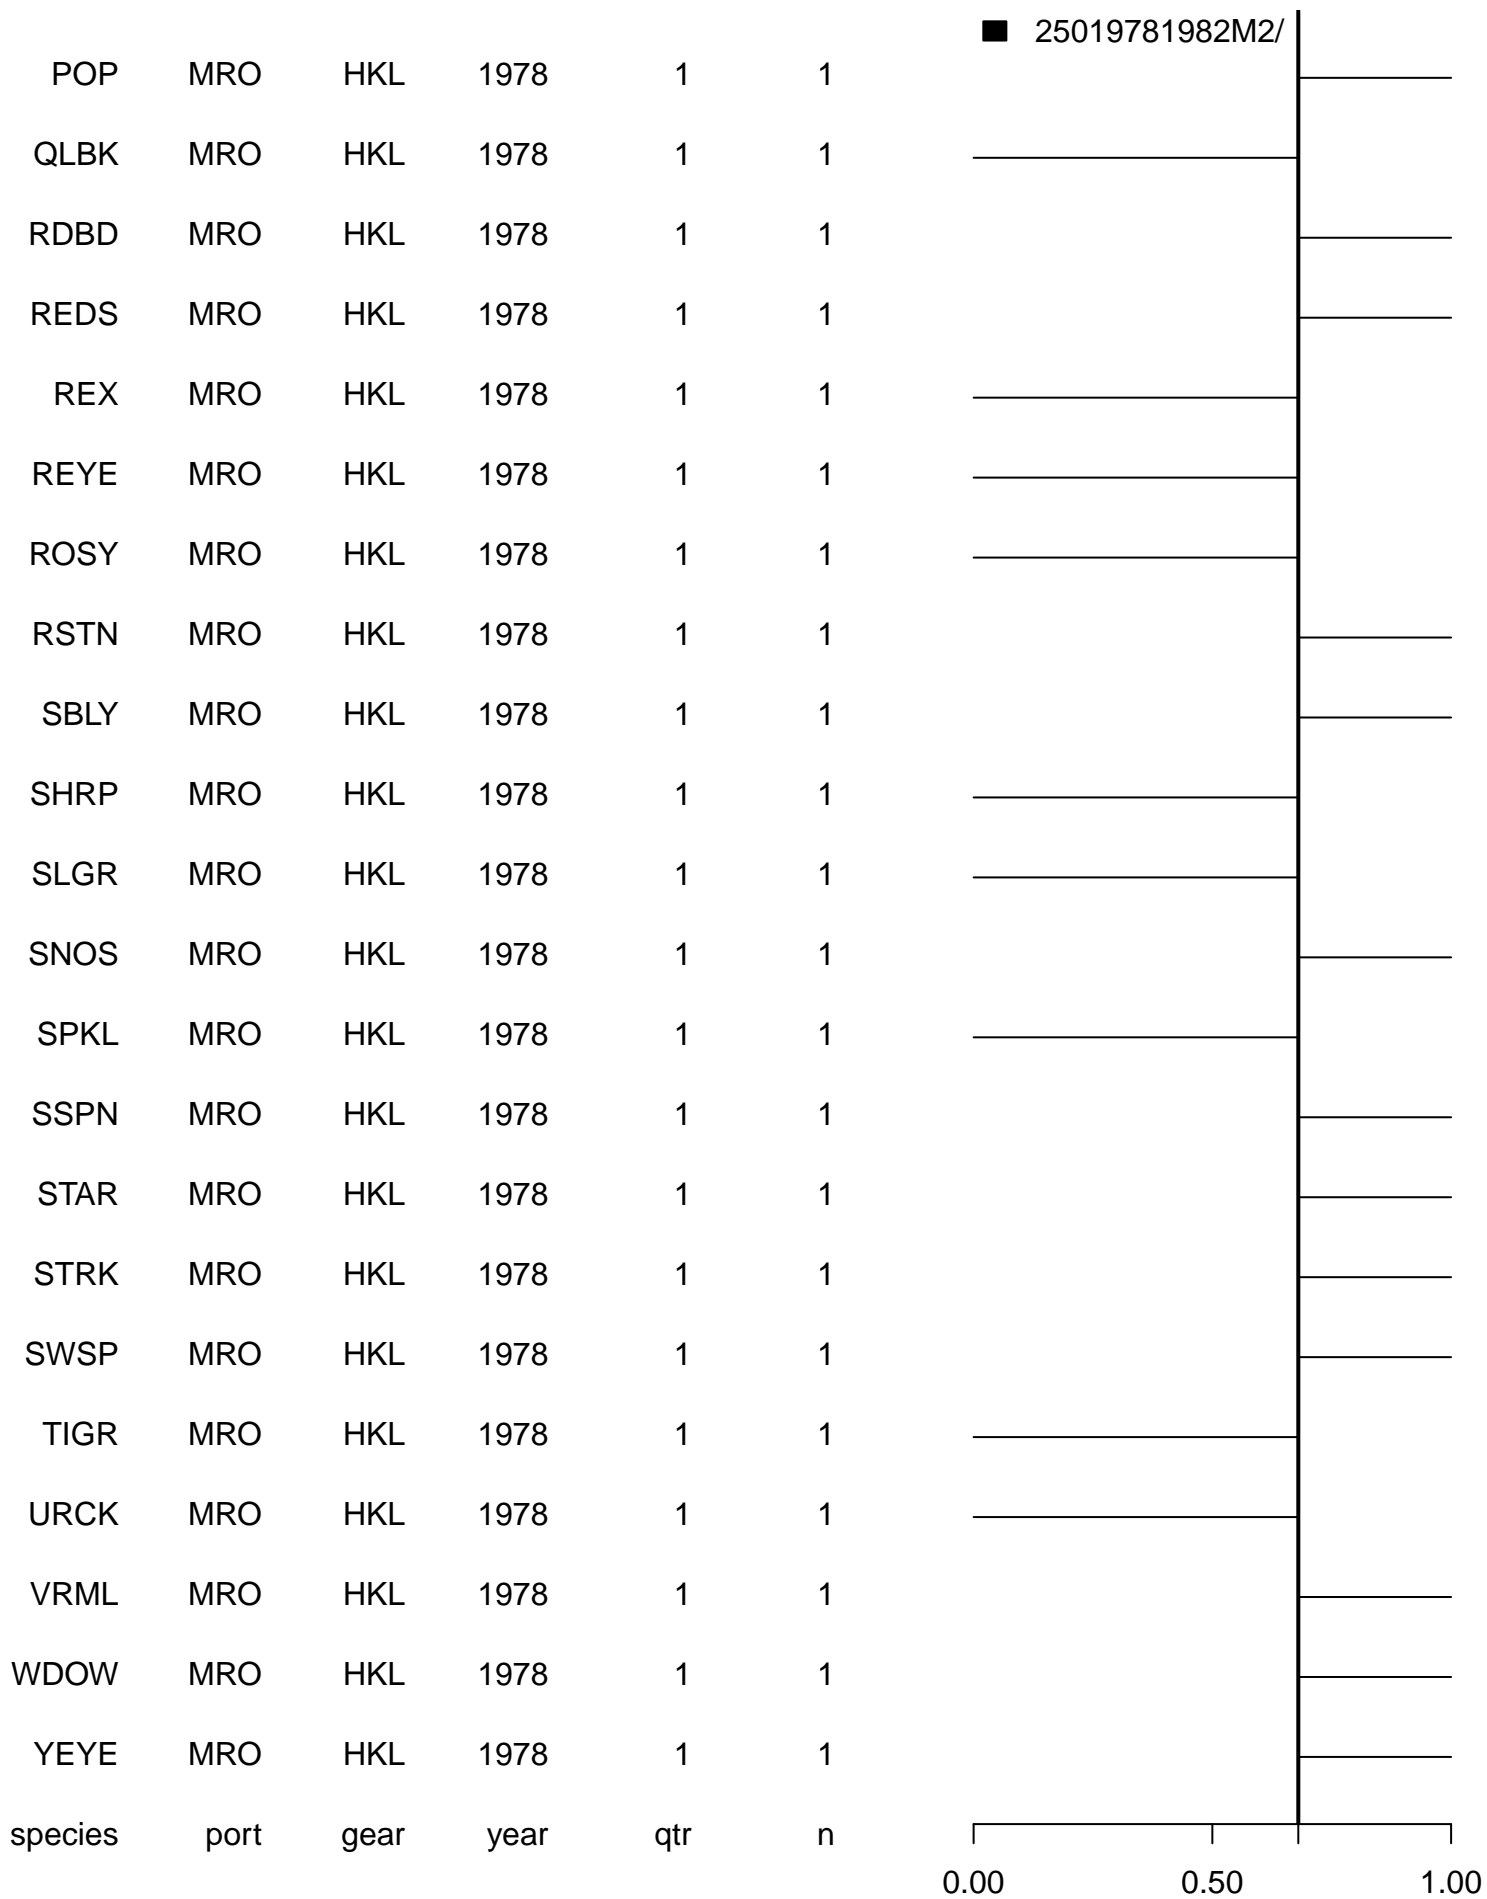 25019781982M2/
POP MRO HKL 1978 1 1
QLBK MRO HKL 1978 1 1
RDBD MRO HKL 1978 1 1
REDS MRO HKL 1978 1 1
REX MRO HKL 1978 1 1
REYE MRO HKL 1978 1 1
ROSY MRO HKL 1978 1 1
RSTN MRO HKL 1978 1 1
SBLY MRO HKL 1978 1 1
SHRP MRO HKL 1978 1 1
SLGR MRO HKL 1978 1 1
SNOS MRO HKL 1978 1 1
SPKL MRO HKL 1978 1 1
SSPN MRO HKL 1978 1 1
STAR MRO HKL 1978 1 1
STRK MRO HKL 1978 1 1
SWSP MRO HKL 1978 1 1
TIGR MRO HKL 1978 1 1
URCK MRO HKL 1978 1 1
VRML MRO HKL 1978 1 1
WDOW MRO HKL 1978 1 1
YEYE MRO HKL 1978 1 1
species port gear year qtr n
0.00 0.50 1.00